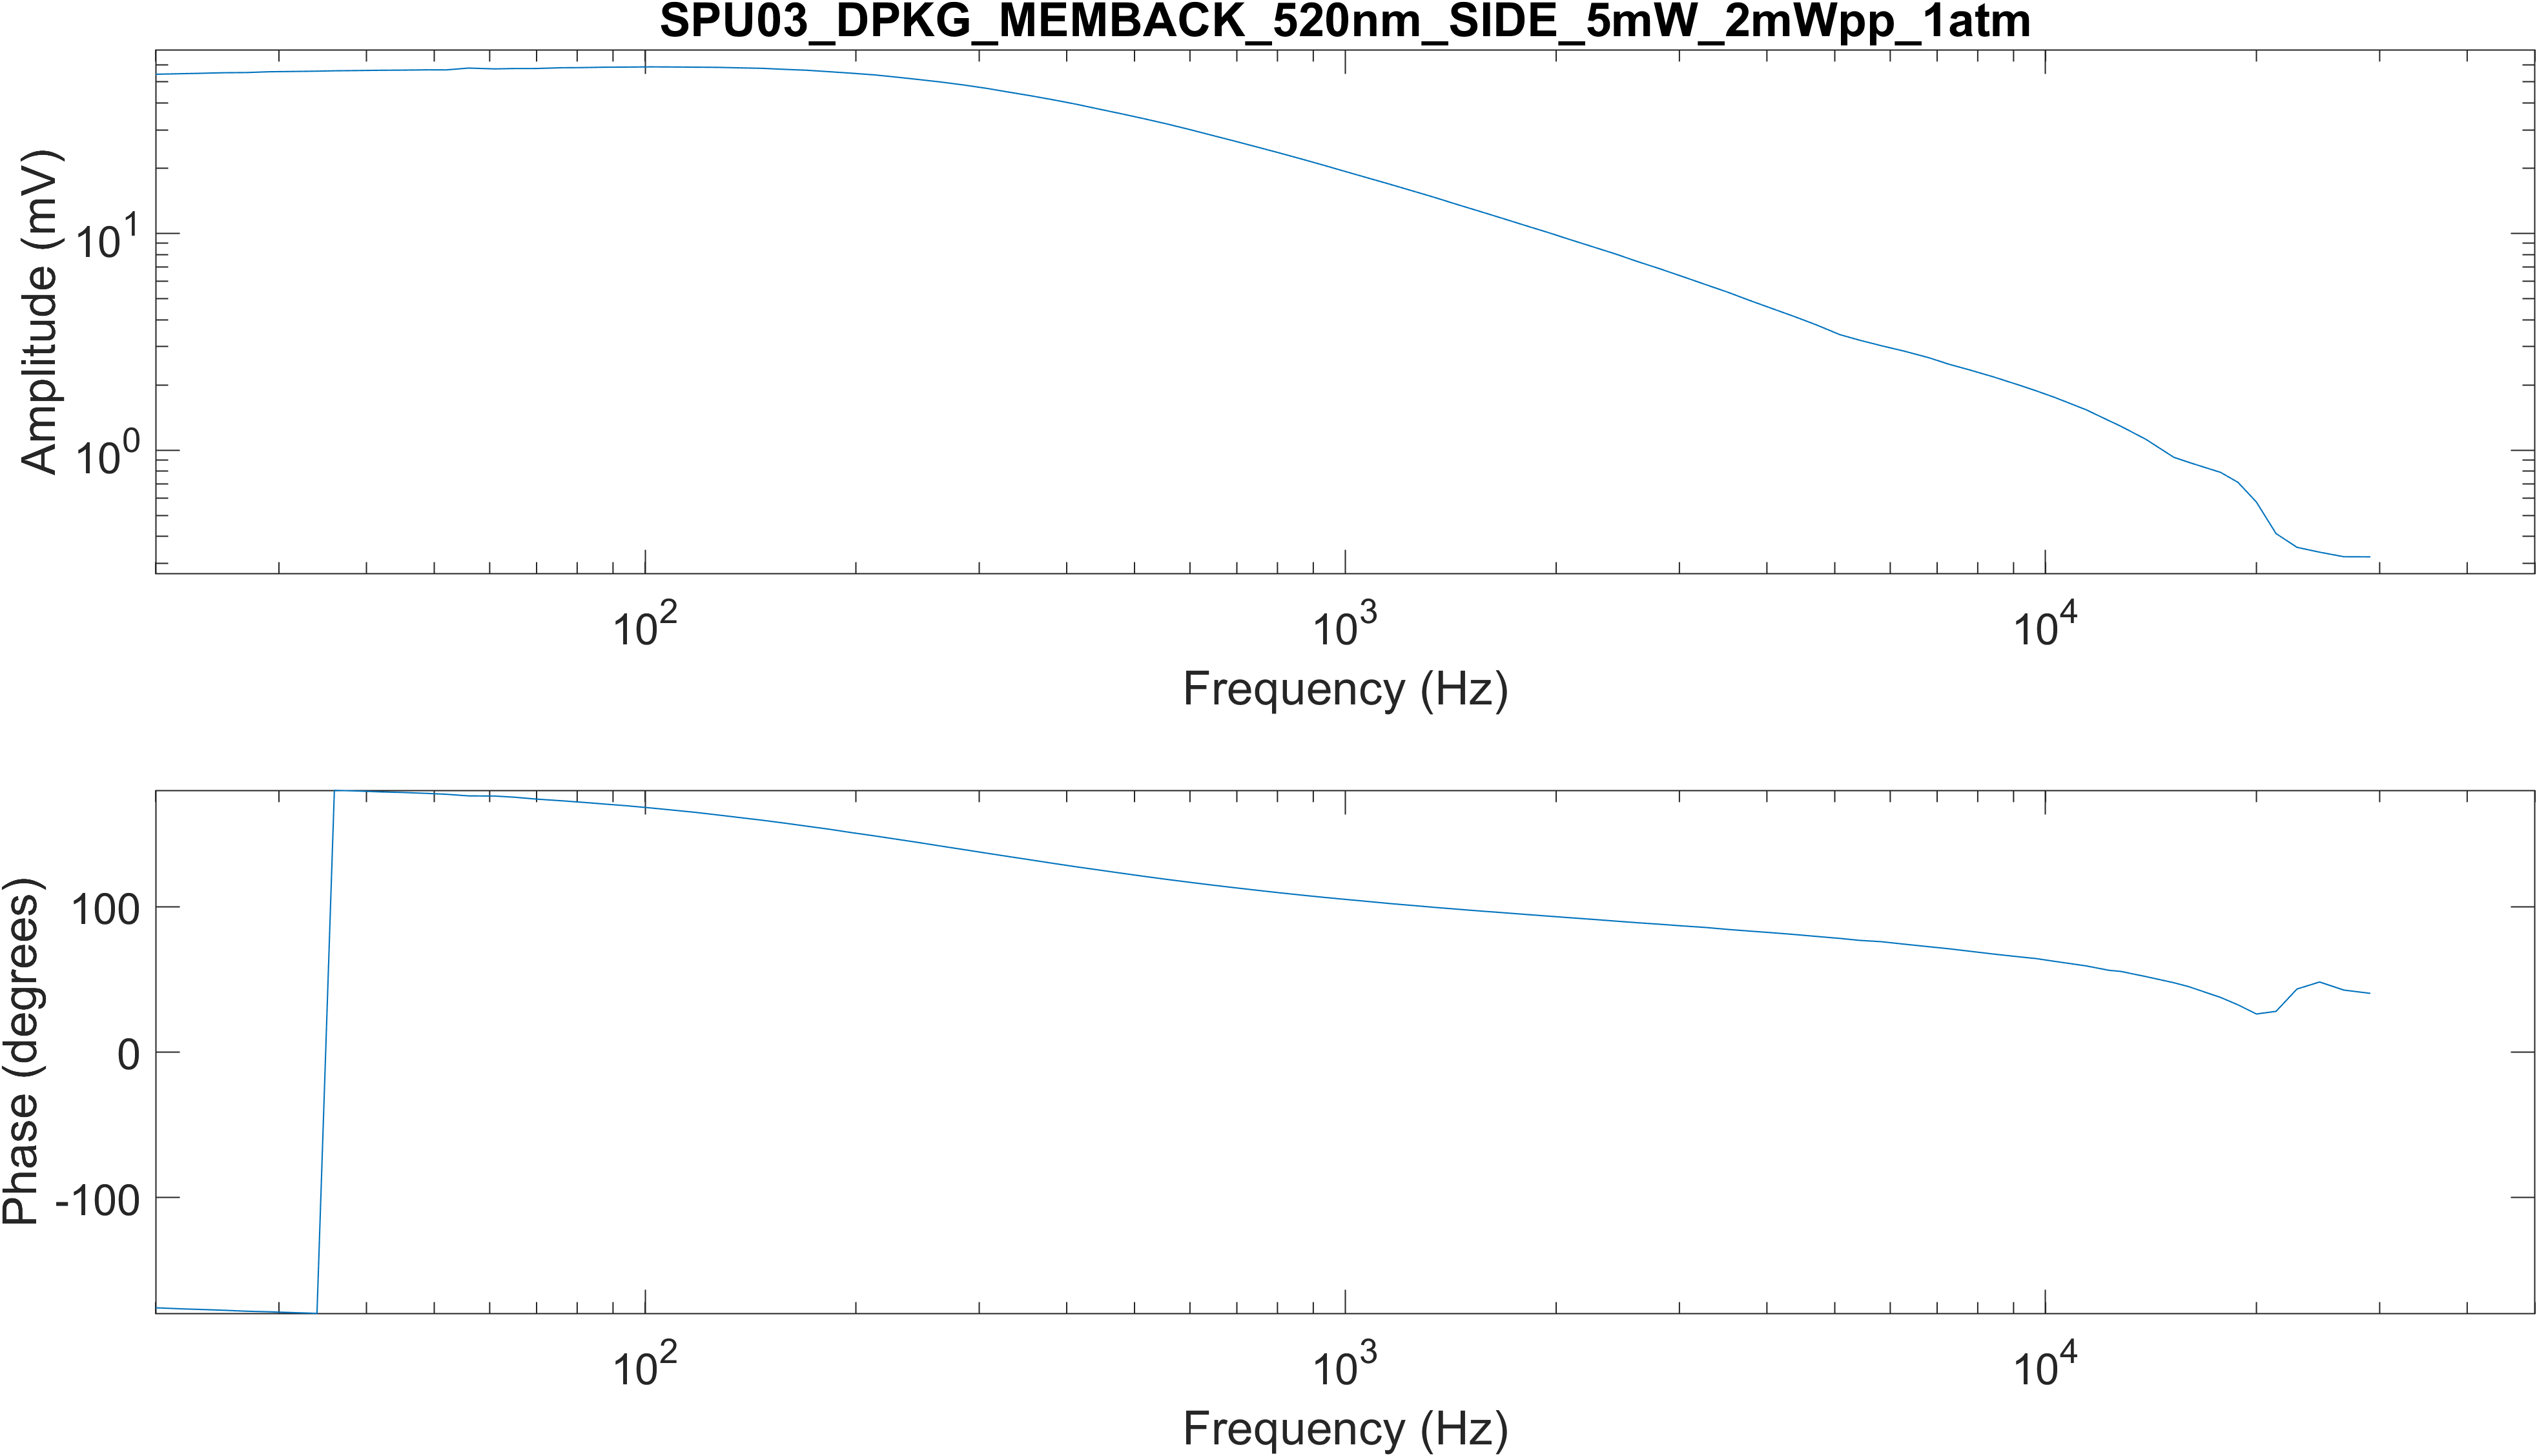 SPU03_DPKG_MEMBACK_520nm_SIDE_5mW_2mWpp_1atm
Amplitude (mV)
10^1
10^0
10^2
10^3
10^4
Frequency (Hz)
Phase (degrees)
100
0
-100
10^2
10^3
10^4
Frequency (Hz)